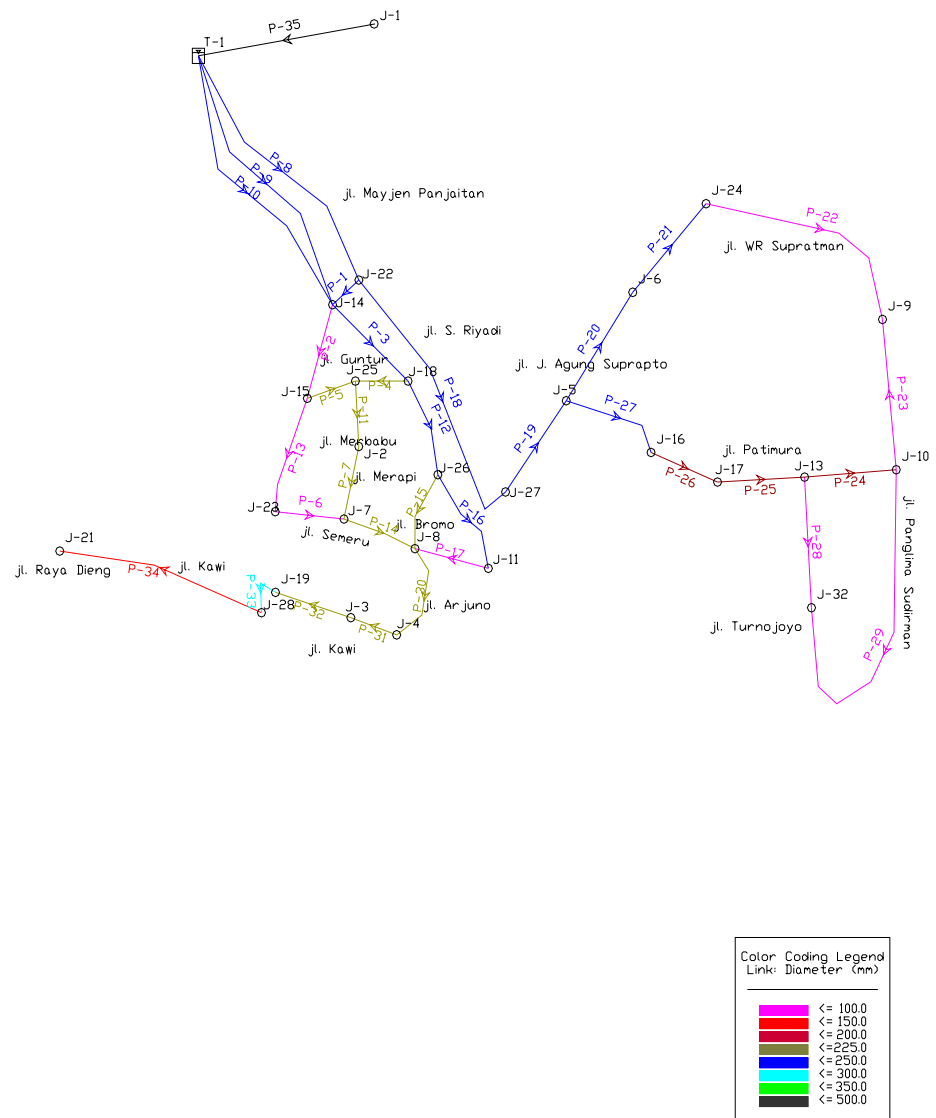 P-35
J-1
T-1
P-8
P-9
P-10
jl. Mayjen Panjaitan
J-24
P-22
jl. WR Supratman
P-21
J-22
P-1
J-6
J-14
J-9
P-3
jl. S. Riyadi
P-20
P-2
jl. Guntur
jl. J. Agung Suprapto
J-25
J-18
P-4
P-18
J-15
P-5
J-5
P-27
P-23
P-11
P-12
jl. Merbabu
J-2
J-16
jl. Patimura
P-13
P-7
jl. Merapi
J-26
P-19
P-26
J-17
P-25
J-13
P-24
J-10
J-27
P-15
P-16
J-23
P-6
J-7
P-14
jl. Bromo
jl. Semeru
J-8
P-17
J-11
P-28
jl. Panglima Sudirman
J-21
jl. Raya Dieng
P-34
jl. Kawi
P-33
J-19
J-28
P-32
J-3
P-30
jl. Arjuno
J-4
P-31
jl. Kawi
J-32
jl. Turnojoyo
P-29
Color Coding Legend
Link: Diameter (mm)
<= 100.0
<= 150.0
<= 200.0
<=225.0
<=250.0
<= 300.0
<= 350.0
<= 500.0